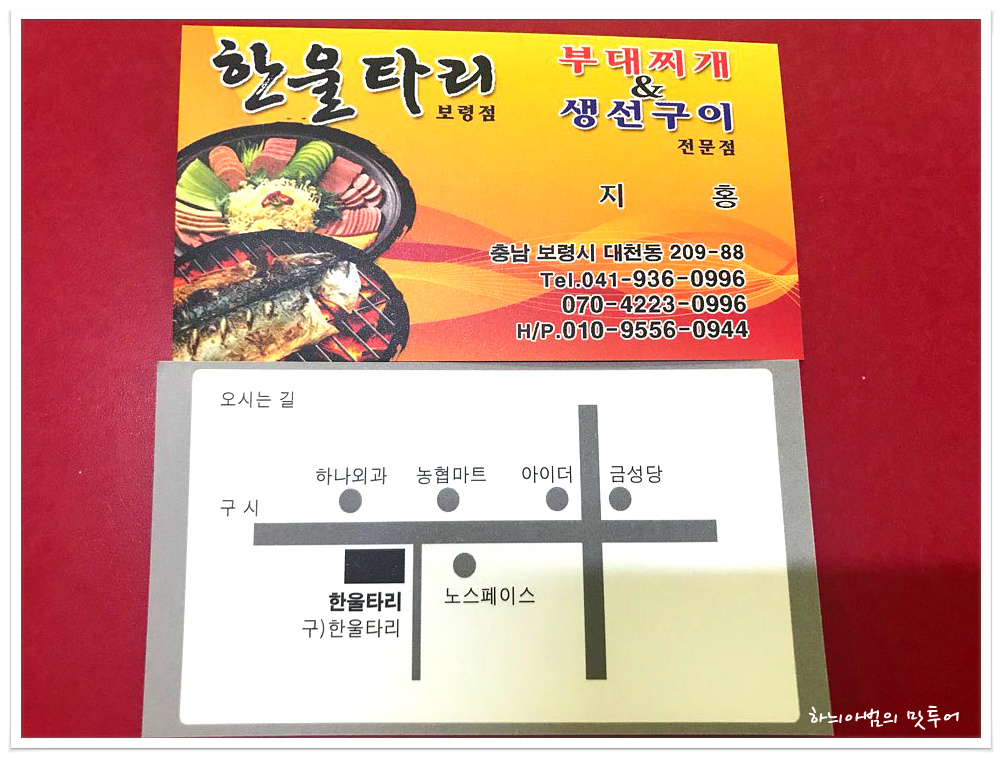 한울타리
보령점
부대찌개
&
생선구이
전문점
지 홍
충남 보령시 대천동 209-88
Tel.041-936-0996
070-4223-0996
H/P.010-9556-0944
오시는 길
하나외과 농협마트 아이더 금성당
구 시
한울타리
구)한울타리
노스페이스
하늬아범의 맛투어